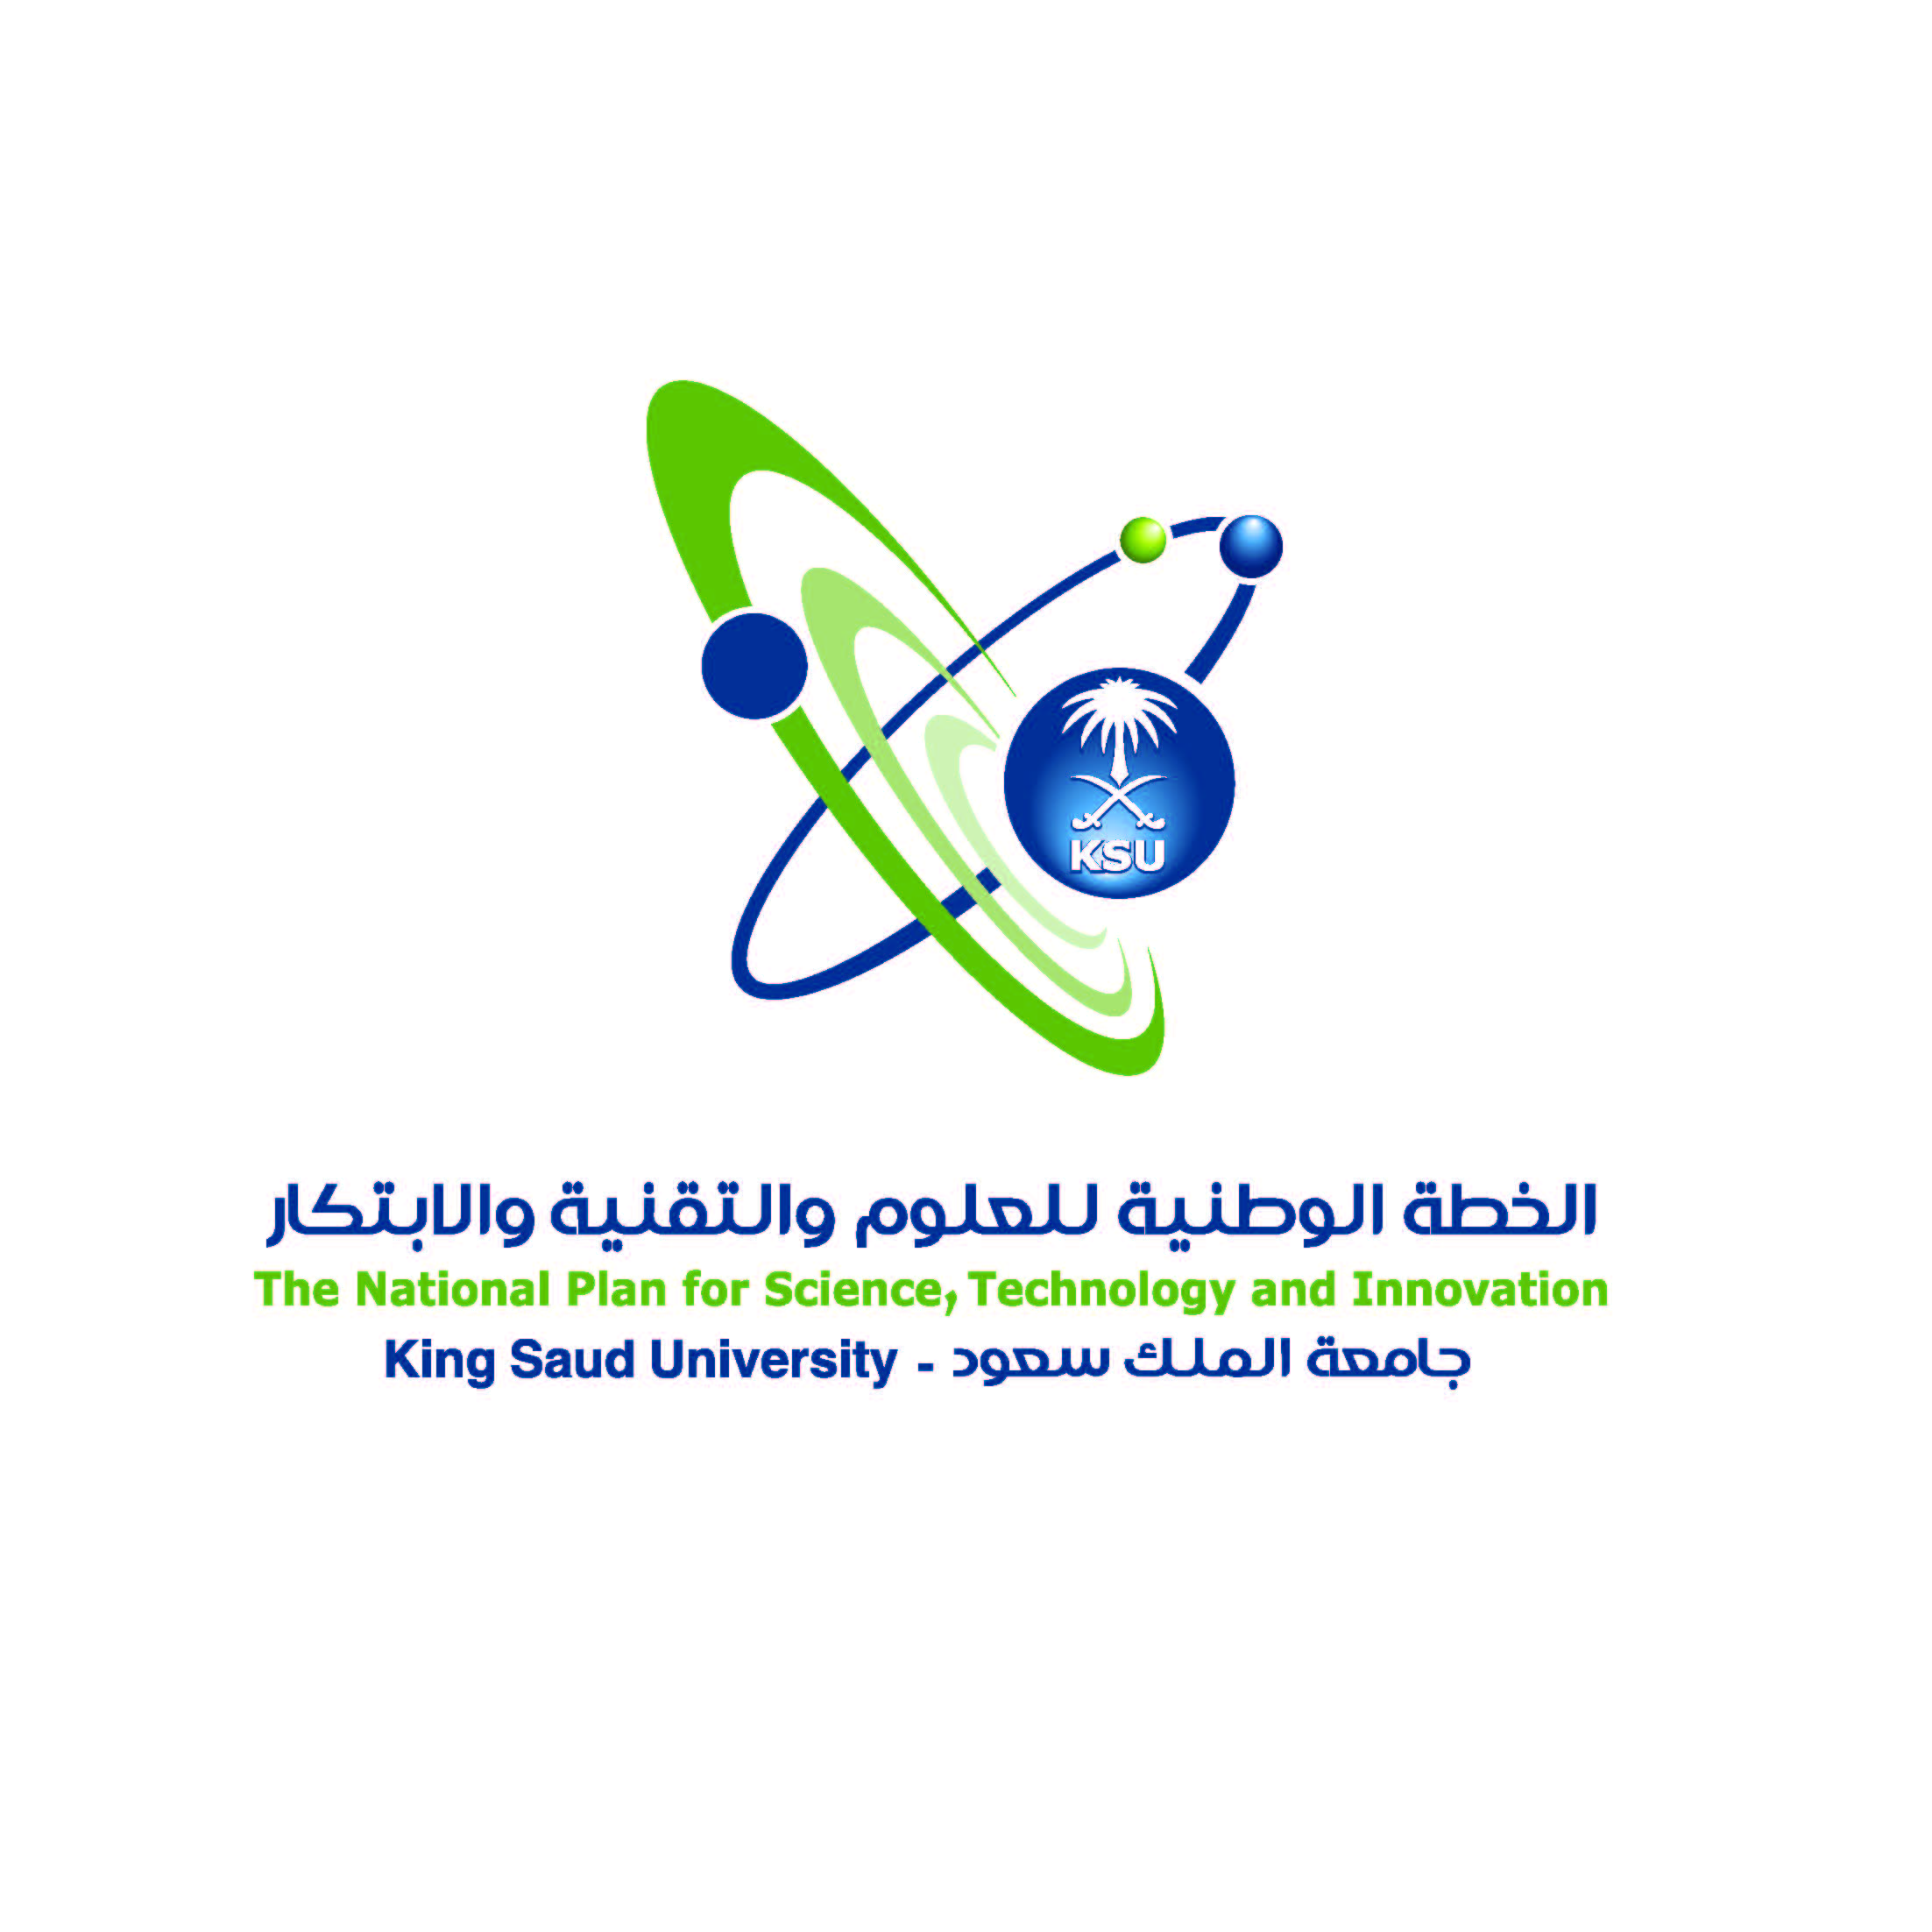 KSU
الخطة الوطنية للعلوم والتقنية والابتكار
The National Plan for Science, Technology and Innovation
King Saud University - جامعة الملك سعود